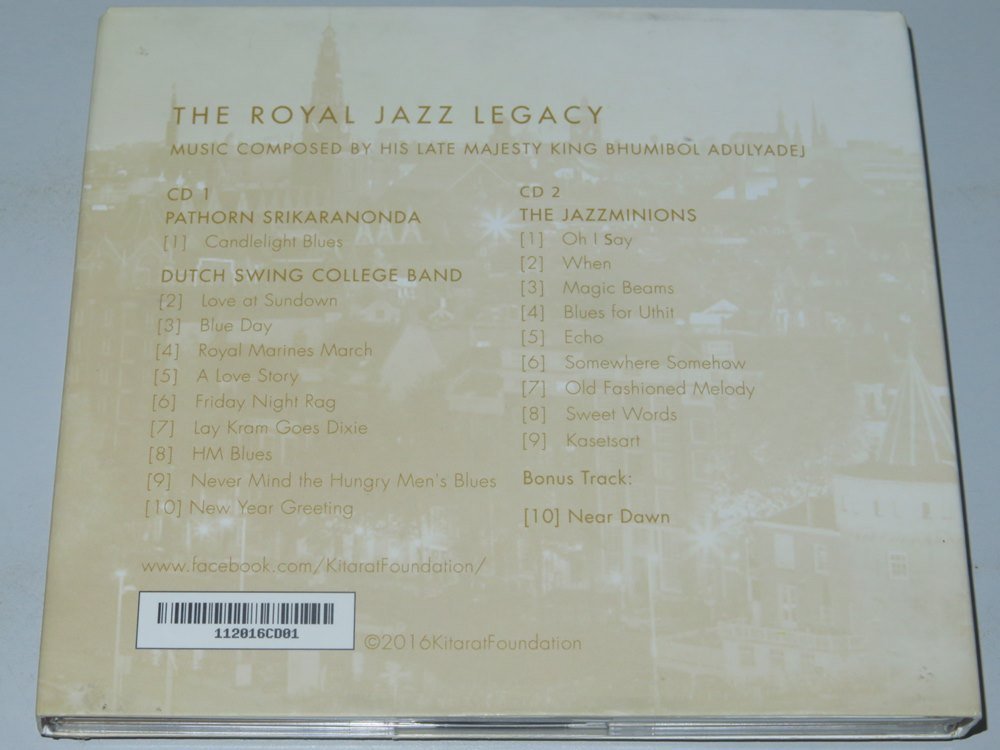 THE ROYAL JAZZ LEGACY
MUSIC COMPOSED BY HIS LATE MAJESTY KING BHUMIBOL ADULYADEJ
CD 1
PATHORN SRIKARANONDA
[1] Candlelight Blues
DUTCH SWING COLLEGE BAND
[2] Love at Sundown
[3] Blue Day
[4] Royal Marines March
[5] A Love Story
[6] Friday Night Rag
[7] Lay Kram Goes Dixie
[8] HM Blues
[9] Never Mind the Hungry Men's Blues
[10] New Year Greeting
CD 2
THE JAZZMINIONS
[1] Oh I Say
[2] When
[3] Magic Beams
[4] Blues for Uthit
[5] Echo
[6] Somewhere Somehow
[7] Old Fashioned Melody
[8] Sweet Words
[9] Kasetsart
Bonus Track:
[10] Near Dawn
www.facebook.com/KitaratFoundation/
112016CD01
©2016KitaratFoundation